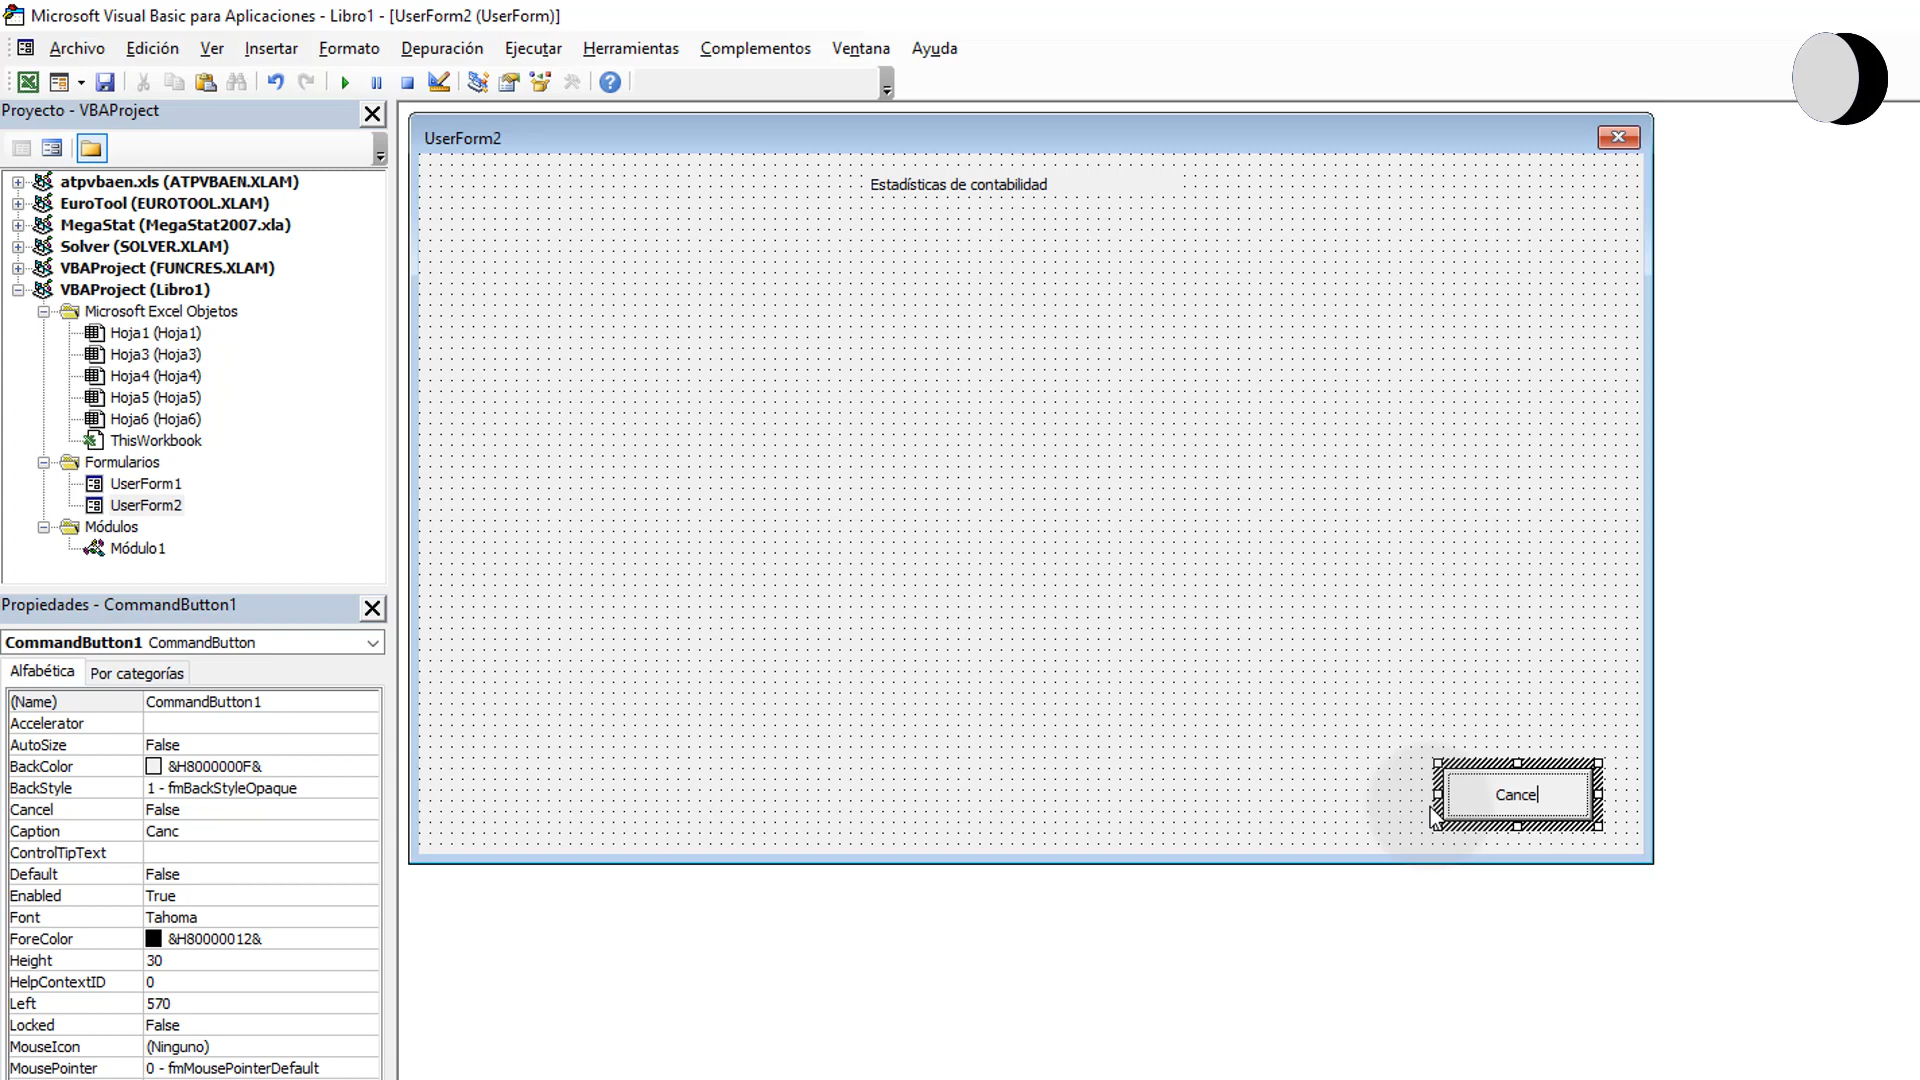 Microsoft Visual Basic para Aplicaciones - Libro1 - [UserForm2 (UserForm)]
Archivo Edición Ver Insertar Formato Depuración Ejecutar Herramientas Complementos Ventana Ayuda
Proyecto - VBAProject
atpvbaen.xls (ATPVBAEN.XLAM)
EuroTool (EUROTOOL.XLAM)
MegaStat (MegaStat2007.xla)
Solver (SOLVER.XLAM)
VBAProject (FUNCRES.XLAM)
VBAProject (Libro1)
Microsoft Excel Objetos
Hoja1 (Hoja1)
Hoja3 (Hoja3)
Hoja4 (Hoja4)
Hoja5 (Hoja5)
Hoja6 (Hoja6)
ThisWorkbook
Formularios
UserForm1
UserForm2
Módulos
Módulo1
Propiedades - CommandButton1
CommandButton1 CommandButton
Alfabética Por categorías
(Name) CommandButton1
Accelerator
AutoSize False
BackColor &H8000000F&
BackStyle 1 - fmBackStyleOpaque
Cancel False
Caption Canc
ControlTipText
Default False
Enabled True
Font Tahoma
ForeColor &H80000012&
Height 30
HelpContextID 0
Left 570
Locked False
MouseIcon (Ninguno)
MousePointer 0 - fmMousePointerDefault
UserForm2
Estadísticas de contabilidad
Cancel